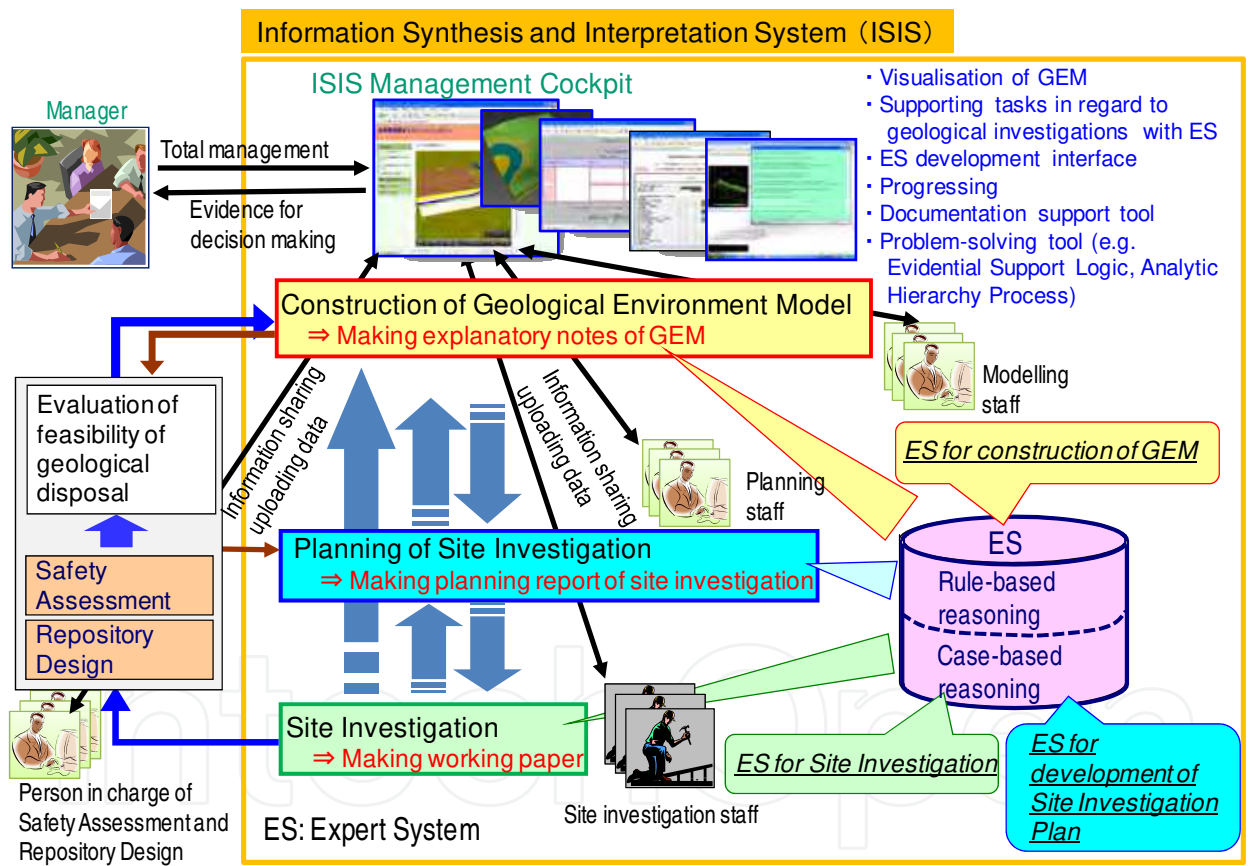 Information Synthesis and Interpretation System (ISIS)
ISIS Management Cockpit
・Visualisation of GEM
・Supporting tasks in regard to
geological investigations with ES
・ES development interface
・Progressing
・Documentation support tool
・Problem-solving tool (e.g.
Evidential Support Logic, Analytic
Hierarchy Process)
Manager
Total management
Evidence for
decision making
Construction of Geological Environment Model
⇒ Making explanatory notes of GEM
Modelling
staff
Evaluation of
feasibility of
geological
disposal
Safety
Assessment
Repository
Design
Information sharing
uploading data
Information sharing
uploading data
Planning
staff
ES for construction of GEM
Planning of Site Investigation
⇒ Making planning report of site investigation
ES
Rule-based
reasoning
Case-based
reasoning
Site Investigation
⇒ Making working paper
Site investigation staff
ES for Site Investigation
ES for
development of
Site Investigation
Plan
Person in charge of
Safety Assessment and
Repository Design
ES: Expert System
IntechOpen